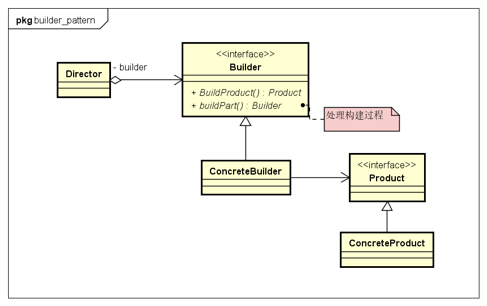 pkg builder_pattern
- builder
Director
<<interface>>
Builder
+ BuildProduct() : Product
+ buildPart() : Builder
处理构建过程
ConcreteBuilder
<<interface>>
Product
ConcreteProduct